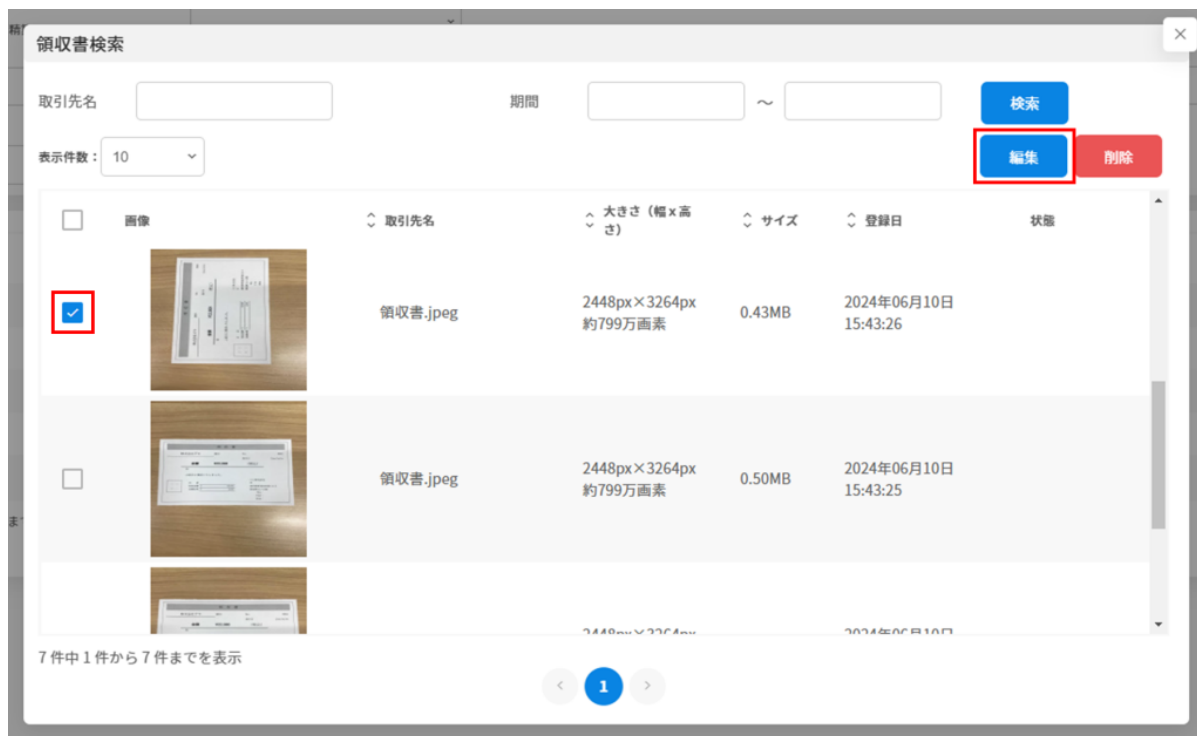 領収書検索
取引先名
期間
～
検索
表示件数：
10
編集
削除
画像
取引先名
大きさ（幅x高
さ）
サイズ
登録日
状態
領収書.jpeg
2448px×3264px
約799万画素
0.43MB
2024年06月10日
15:43:26
領収書.jpeg
2448px×3264px
約799万画素
0.50MB
2024年06月10日
15:43:25
7件中1件から7件までを表示
1